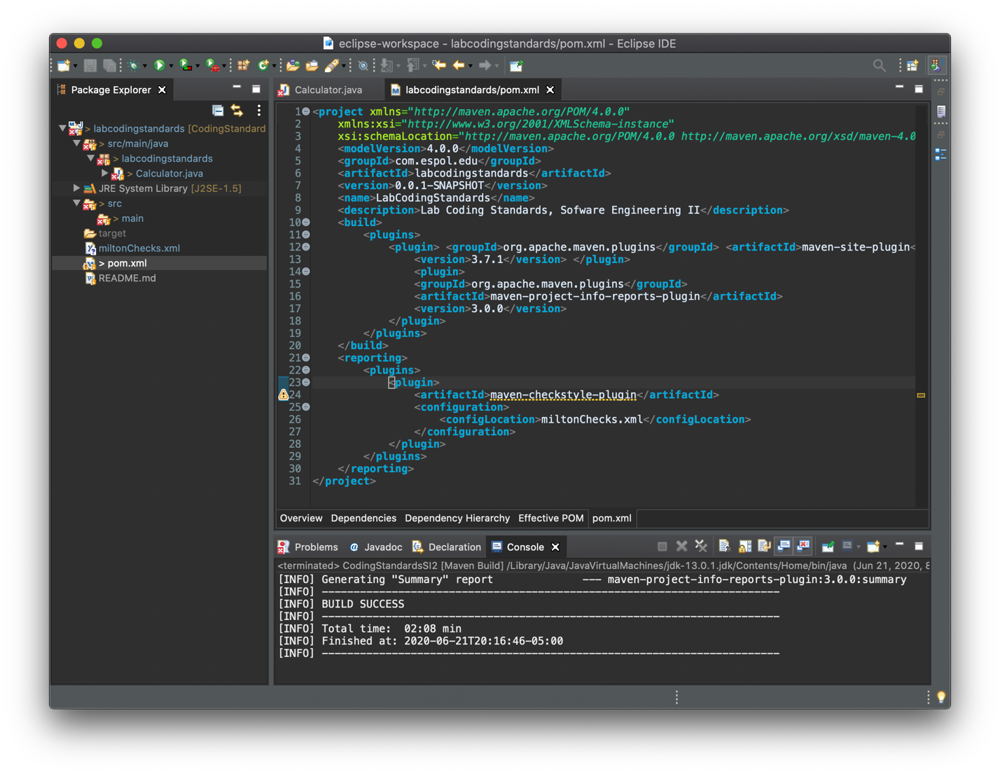 eclipse-workspace - labcodingstandards/pom.xml - Eclipse IDE
Package Explorer
> labcodingstandards [CodingStandard
> src/main/java
> labcodingstandards
> Calculator.java
JRE System Library [J2SE-1.5]
> src
> main
target
miltonChecks.xml
> pom.xml
README.md
Calculator.java
labcodingstandards/pom.xml
1 <project xmlns="http://maven.apache.org/POM/4.0.0"
2 xmlns:xsi="http://www.w3.org/2001/XMLSchema-instance"
3 xsi:schemaLocation="http://maven.apache.org/POM/4.0.0 http://maven.apache.org/xsd/maven-4.0
4 <modelVersion>4.0.0</modelVersion>
5 <groupId>com.espol.edu</groupId>
6 <artifactId>labcodingstandards</artifactId>
7 <version>0.0.1-SNAPSHOT</version>
8 <name>LabCodingStandards</name>
9 <description>Lab Coding Standards, Sofware Engineering II</description>
10 <build>
11 <plugins>
12 <plugin> <groupId>org.apache.maven.plugins</groupId> <artifactId>maven-site-plugin<
13 <version>3.7.1</version> </plugin>
14 <plugin>
15 <groupId>org.apache.maven.plugins</groupId>
16 <artifactId>maven-project-info-reports-plugin</artifactId>
17 <version>3.0.0</version>
18 </plugin>
19 </plugins>
20 </build>
21 <reporting>
22 <plugins>
23 <plugin>
24 <artifactId>maven-checkstyle-plugin</artifactId>
25 <configuration>
26 <configLocation>miltonChecks.xml</configLocation>
27 </configuration>
28 </plugin>
29 </plugins>
30 </reporting>
31 </project>
Overview Dependencies Dependency Hierarchy Effective POM pom.xml
Problems @ Javadoc Declaration Console
<terminated> CodingStandardsSI2 [Maven Build] /Library/Java/JavaVirtualMachines/jdk-13.0.1.jdk/Contents/Home/bin/java (Jun 21, 2020, 8
[INFO] Generating "Summary" report --- maven-project-info-reports-plugin:3.0.0:summary
[INFO] ------------------------------------------------------------------------
[INFO] BUILD SUCCESS
[INFO] ------------------------------------------------------------------------
[INFO] Total time: 02:08 min
[INFO] Finished at: 2020-06-21T20:16:46-05:00
[INFO] ------------------------------------------------------------------------